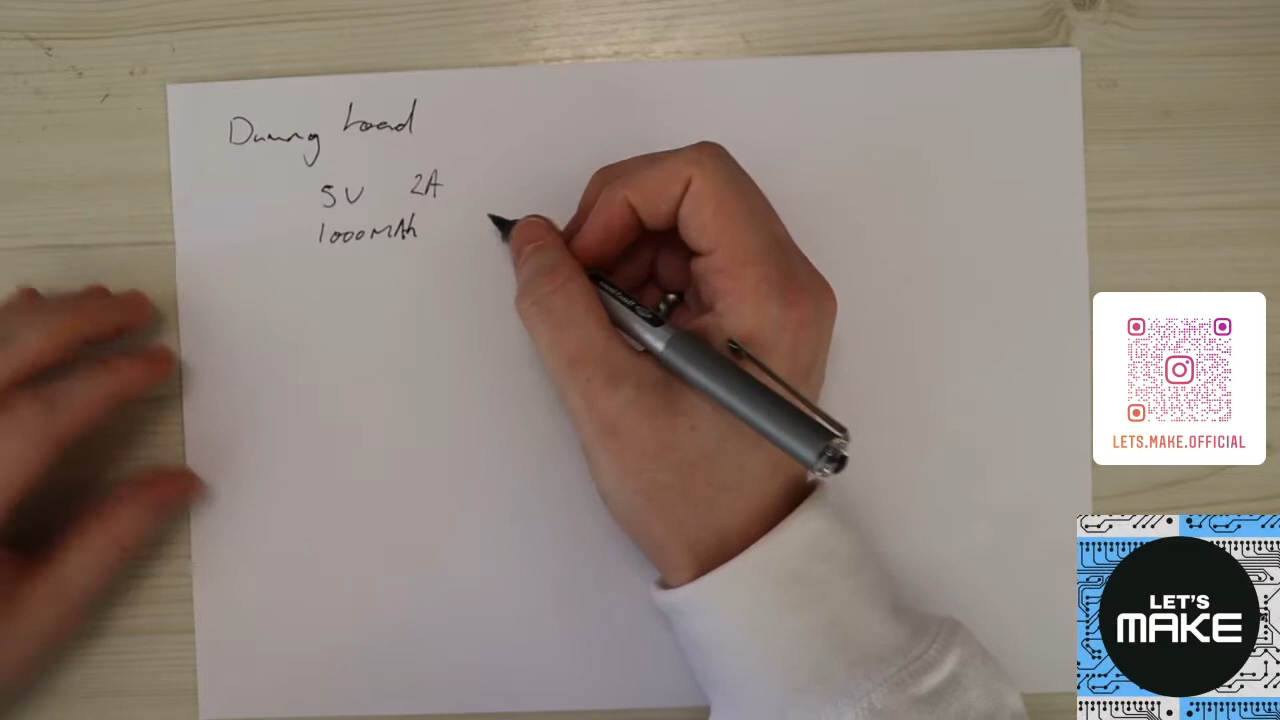 Dummy Load
5V 2A
1000mAh
LETS.MAKE.OFFICIAL
LET'S
MAKE